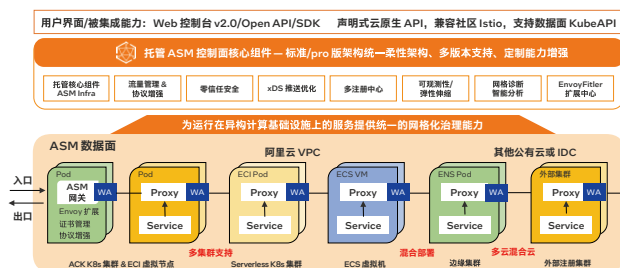 用户界面/被集成能力：Web 控制台 v2.0/Open API/SDK 声明式云原生 API，兼容社区 Istio，支持数据面 KubeAPI
托管 ASM 控制面核心组件 — 标准/pro 版架构统一柔性架构、多版本支持、定制能力增强
托管核心组件
ASM Infra
流量管理 &
协议增强
零信任安全
xDS 推送优化
多注册中心
可观测性/
弹性伸缩
网格诊断
智能分析
EnvoyFitler
扩展中心
为运行在异构计算基础设施上的服务提供统一的网格化治理能力
ASM 数据面
阿里云 VPC
其他公有云或 IDC
入口
出口
Pod
ASM
网关
WA
Envoy 扩展
证书管理
协议增强
Pod
Proxy
Service
ECI Pod
WA
Proxy
Service
ECS VM
WA
Proxy
Service
ENS Pod
WA
Proxy
Service
外部集群
WA
Proxy
Service
多集群支持
混合部署
多云混合云
ACK K8s 集群 & ECI 虚拟节点
Serverless K8s 集群
ECS 虚拟机
边缘集群
外部注册集群